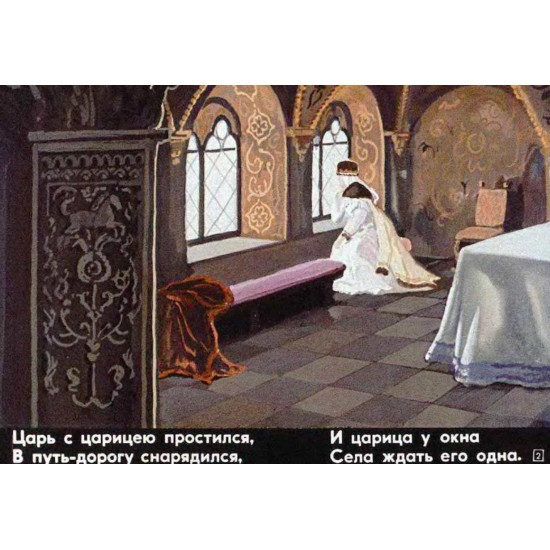 Царь с царицею простился,
В путь-дорогу снарядился,
И царица у окна
Села ждать его одна.
2